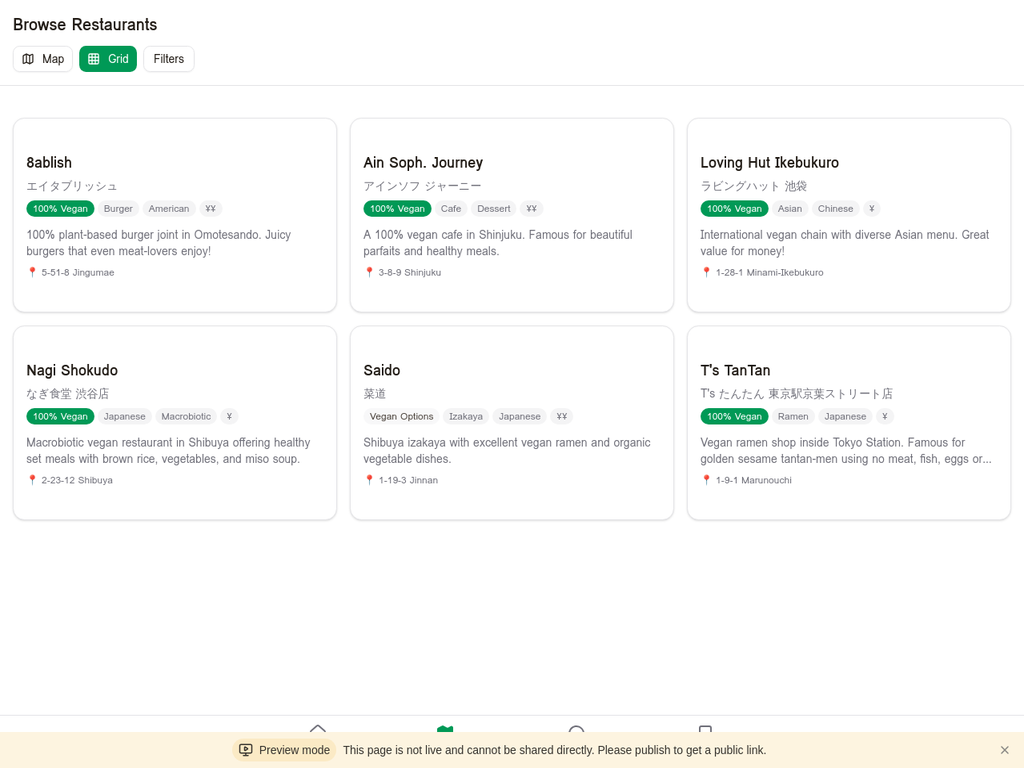 Browse Restaurants
Map
Grid
Filters
8ablish
エイタブリッシュ
100% Vegan Burger American ¥¥
100% plant-based burger joint in Omotesando. Juicy
burgers that even meat-lovers enjoy!
📍 5-51-8 Jingumae
Ain Soph. Journey
アインソフ ジャーニー
100% Vegan Cafe Dessert ¥¥
A 100% vegan cafe in Shinjuku. Famous for beautiful
parfaits and healthy meals.
📍 3-8-9 Shinjuku
Loving Hut Ikebukuro
ラビングハット 池袋
100% Vegan Asian Chinese ¥
International vegan chain with diverse Asian menu. Great
value for money!
📍 1-28-1 Minami-Ikebukuro
Nagi Shokudo
なぎ食堂 渋谷店
100% Vegan Japanese Macrobiotic ¥
Macrobiotic vegan restaurant in Shibuya offering healthy
set meals with brown rice, vegetables, and miso soup.
📍 2-23-12 Shibuya
Saido
菜道
Vegan Options Izakaya Japanese ¥¥
Shibuya izakaya with excellent vegan ramen and organic
vegetable dishes.
📍 1-19-3 Jinnan
T's TanTan
T's たんたん 東京駅京葉ストリート店
100% Vegan Ramen Japanese ¥
Vegan ramen shop inside Tokyo Station. Famous for
golden sesame tantan-men using no meat, fish, eggs or...
📍 1-9-1 Marunouchi
Preview mode This page is not live and cannot be shared directly. Please publish to get a public link.